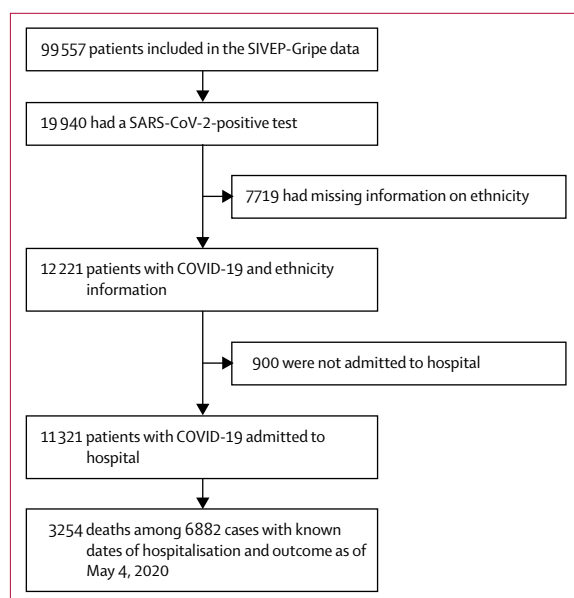 99 557 patients included in the SIVEP-Gripe data
19 940 had a SARS-CoV-2-positive test
7719 had missing information on ethnicity
12 221 patients with COVID-19 and ethnicity
information
900 were not admitted to hospital
11 321 patients with COVID-19 admitted to
hospital
3254 deaths among 6882 cases with known
dates of hospitalisation and outcome as of
May 4, 2020